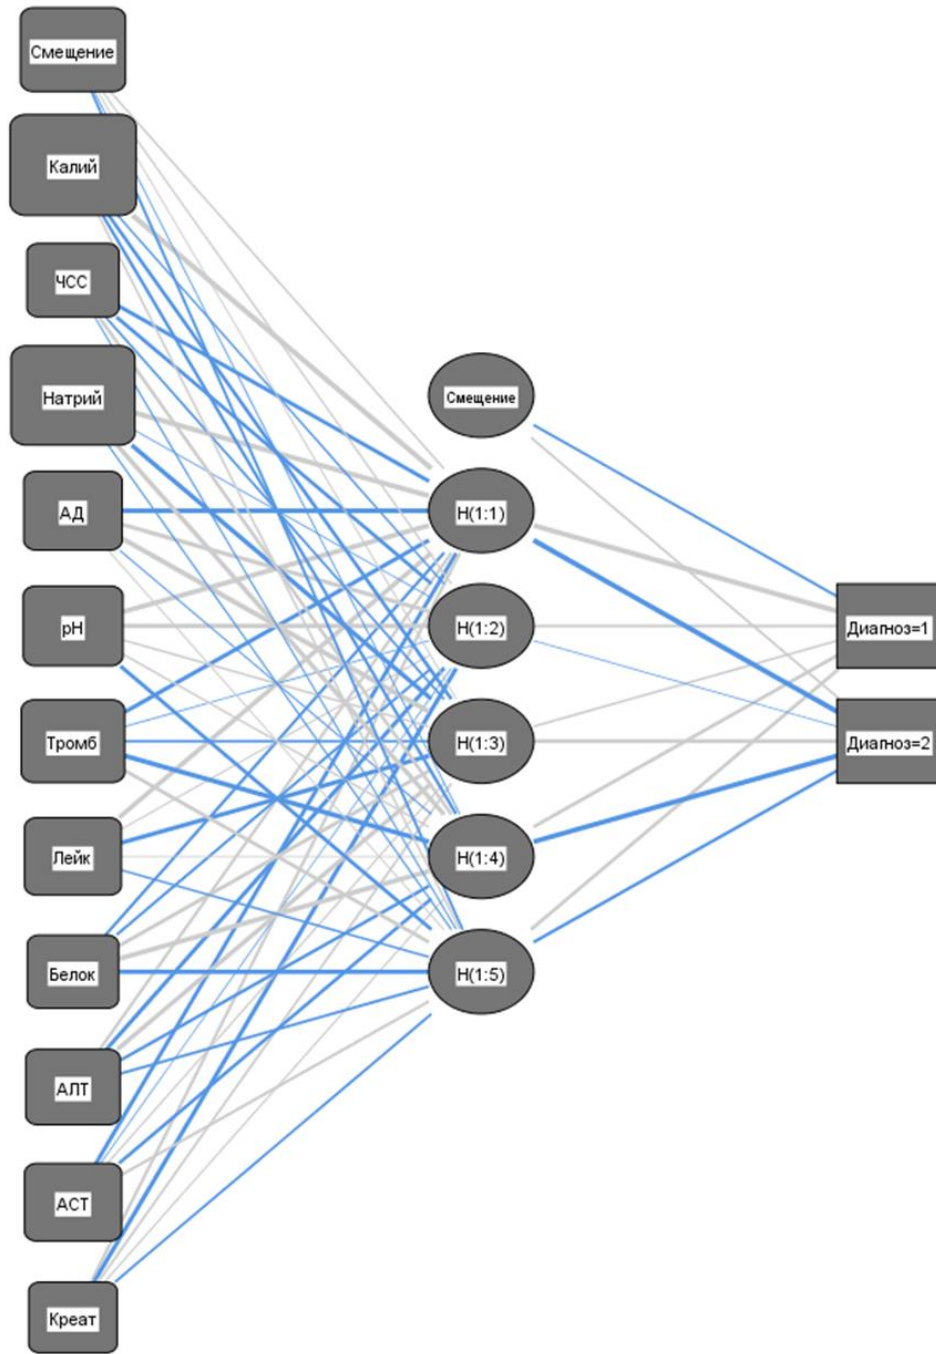 Смещение
Калий
ЧСС
Натрий
АД
pH
Тромб
Лейк
Белок
АЛТ
АСТ
Креат
Смещение
H(1:1)
H(1:2)
H(1:3)
H(1:4)
H(1:5)
Диагноз=1
Диагноз=2